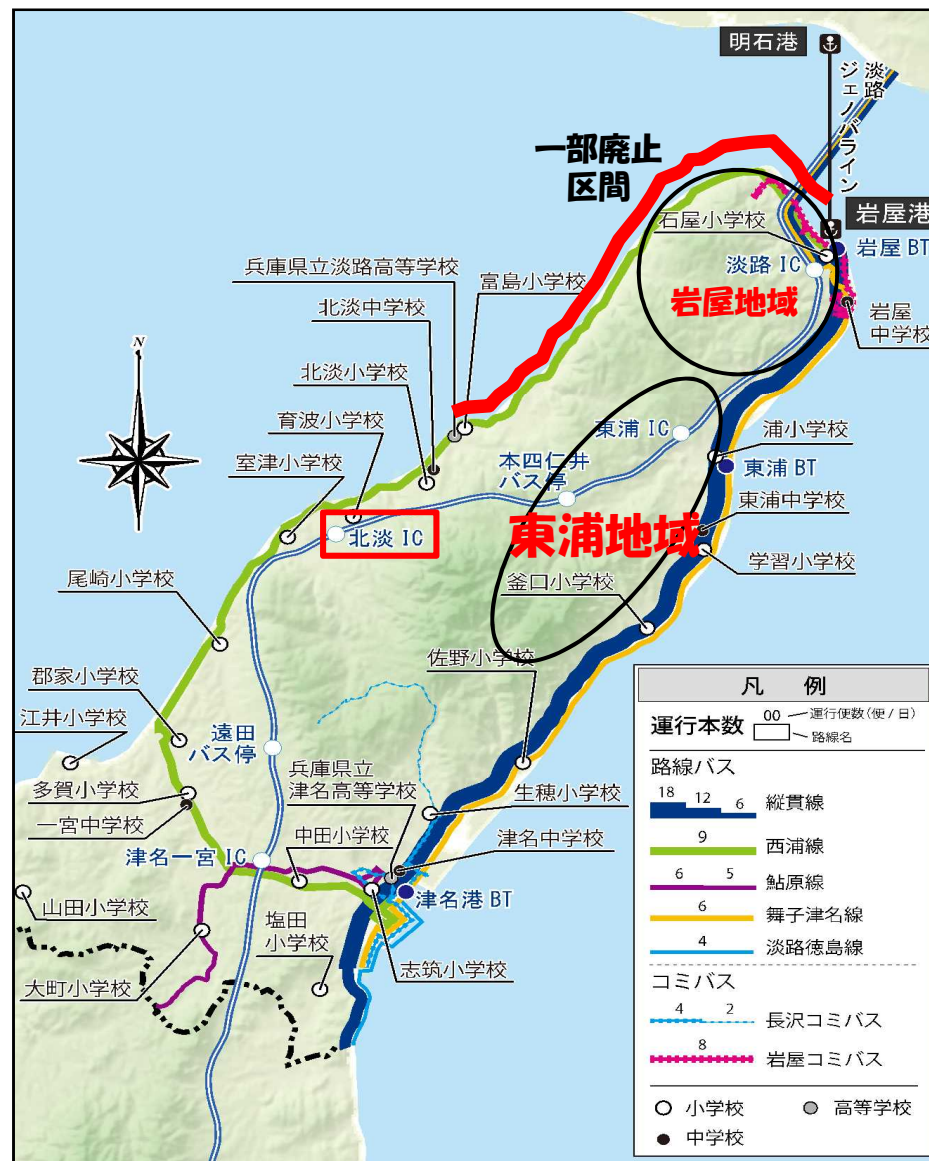 明石港
淡路
ジェノバライン
一部廃止
区間
岩屋港
石屋小学校
岩屋 BT
淡路 IC
兵庫県立淡路高等学校
富島小学校
岩屋地域
岩屋
中学校
北淡中学校
N
北淡小学校
育波小学校
東浦 IC
浦小学校
室津小学校
本四仁井
バス停
東浦 BT
東浦中学校
北淡 IC
東浦地域
学習小学校
尾崎小学校
釜口小学校
佐野小学校
郡家小学校
江井小学校
遠田
バス停
兵庫県立
津名高等学校
多賀小学校
生穂小学校
一宮中学校
中田小学校
津名中学校
津名一宮 IC
津名港 BT
山田小学校
塩田
小学校
志筑小学校
大町小学校
凡 例
運行本数
00
運行便数(便/日)
路線名
路線バス
18 12 6
縦貫線
9
西浦線
6 5
鮎原線
6
舞子津名線
4
淡路徳島線
コミバス
4 2
長沢コミバス
8
岩屋コミバス
小学校
高等学校
中学校